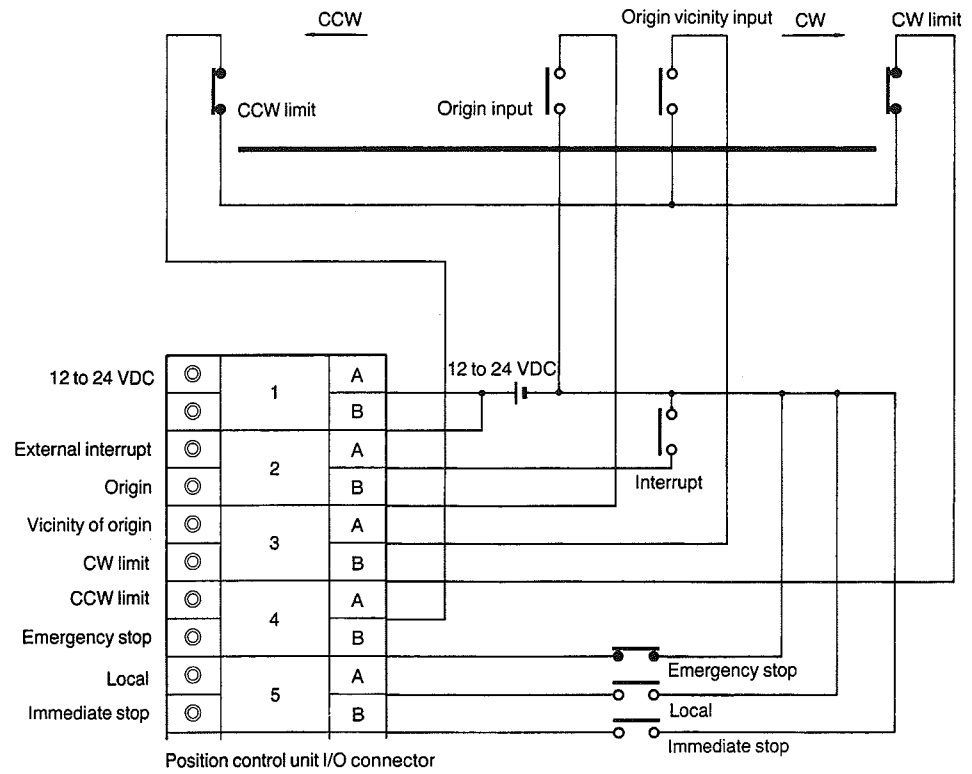 CCW
Origin vicinity input
CW
CW limit
CCW limit
Origin input
12 to 24 VDC
12 to 24 VDC
1
A
B
External interrupt
2
A
Origin
B
Interrupt
Vicinity of origin
3
A
CW limit
B
CCW limit
4
A
Emergency stop
B
Emergency stop
Local
5
A
Local
Immediate stop
B
Immediate stop
Position control unit I/O connector